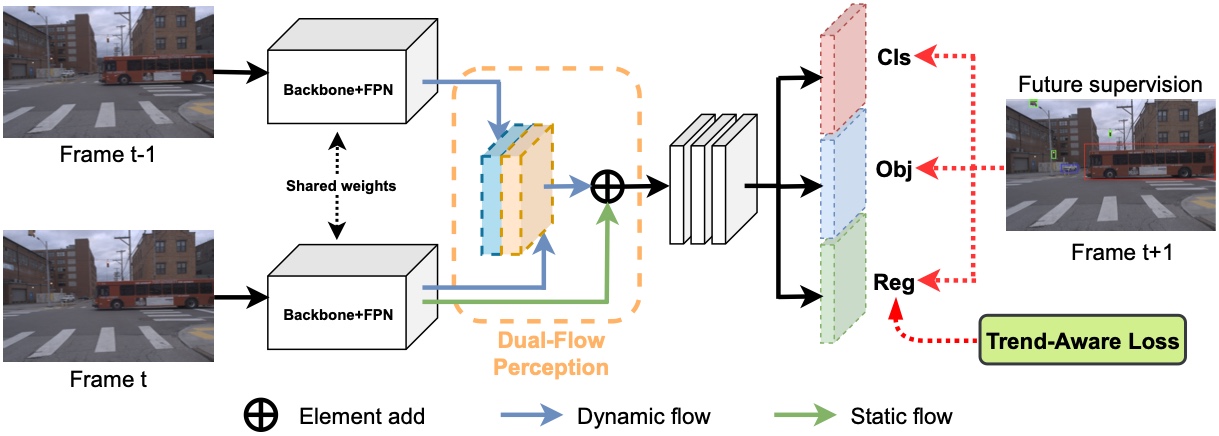 Frame t-1
Backbone+FPN
Shared weights
Frame t
Backbone+FPN
Dual-Flow
Perception
Cls
Obj
Reg
Future supervision
Frame t+1
Trend-Aware Loss
Element add
Dynamic flow
Static flow